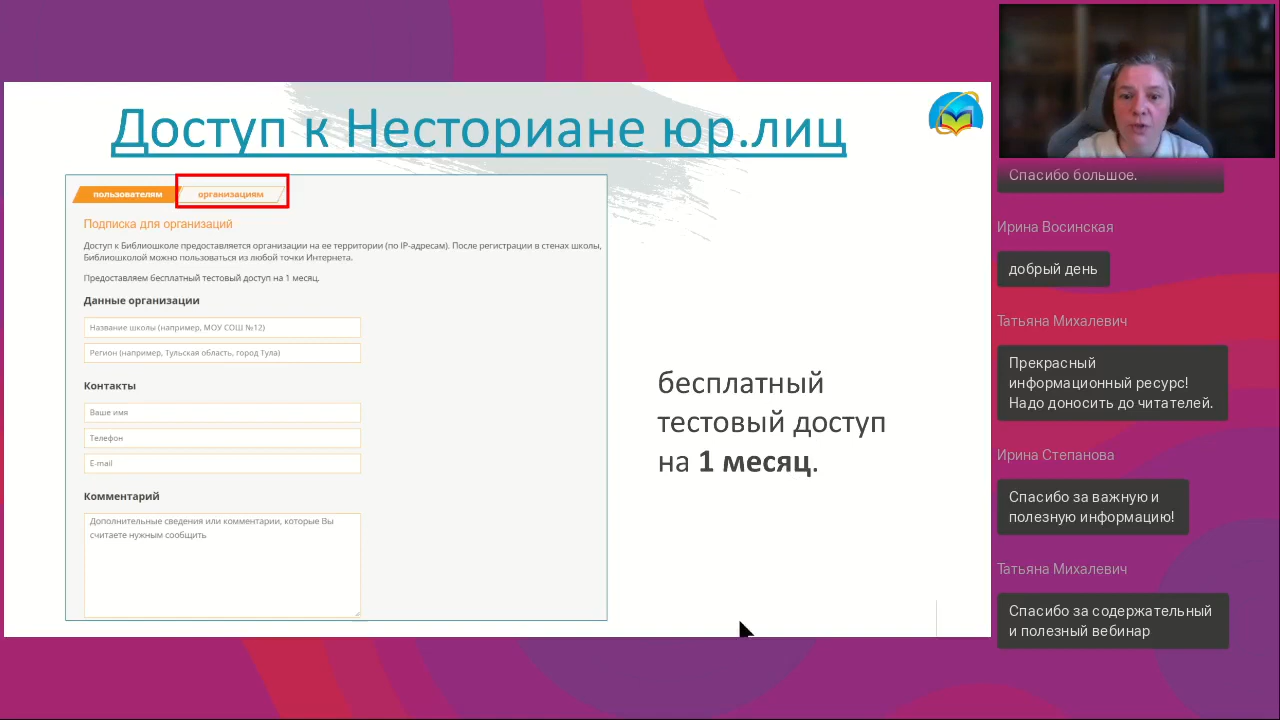 Доступ к Несториане юр.лиц
пользователям
организациям
Подписка для организаций
Доступ к Библиошколе предоставляется организации на ее территории (по IP-адресам). После регистрации в стенах школы,
Библиошколой можно пользоваться из любой точки Интернета.
Предоставляем бесплатный тестовый доступ на 1 месяц.
Данные организации
Название школы (например, МОУ СОШ №12)
Регион (например, Тульская область, город Тула)
Контакты
Ваше имя
Телефон
E-mail
Комментарий
Дополнительные сведения или комментарии, которые Вы
считаете нужным сообщить
бесплатный
тестовый доступ
на 1 месяц.
Спасибо большое.
Ирина Восинская
добрый день
Татьяна Михалевич
Прекрасный
информационный ресурс!
Надо доносить до читателей.
Ирина Степанова
Спасибо за важную и
полезную информацию!
Татьяна Михалевич
Спасибо за содержательный
и полезный вебинар